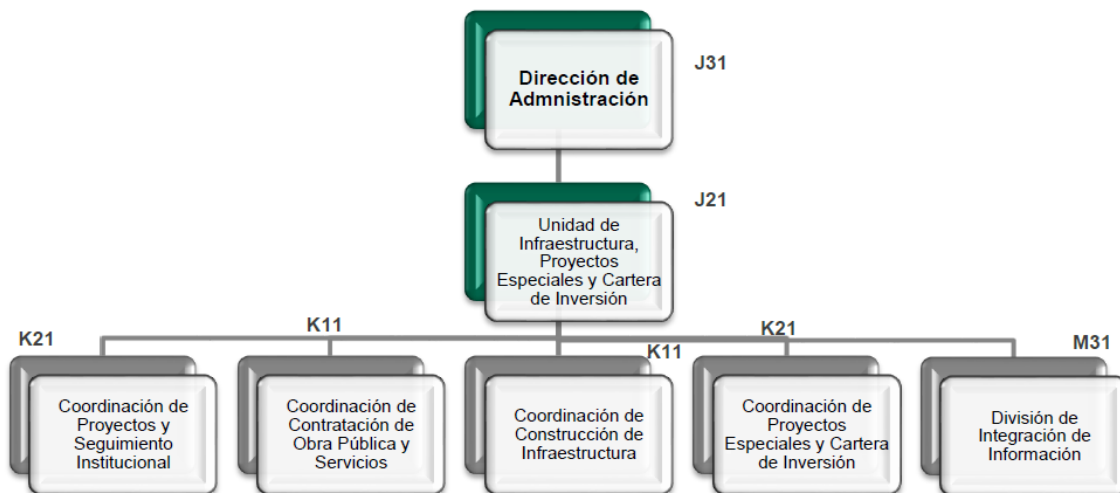 Dirección de
Admnistración
J31
J21
Unidad de
Infraestructura,
Proyectos
Especiales y Cartera
de Inversión
K21
K11
K11
K21
M31
Coordinación de
Proyectos y
Seguimiento
Institucional
Coordinación de
Contratación de
Obra Pública y
Servicios
Coordinación de
Construcción de
Infraestructura
Coordinación de
Proyectos
Especiales y Cartera
de Inversión
División de
Integración de
Información